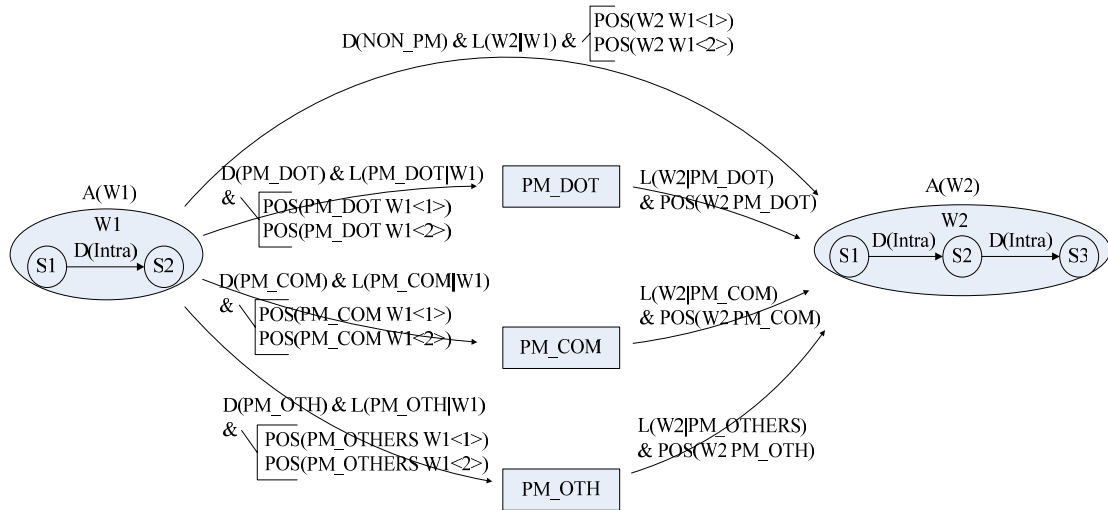 D(NON_PM) & L(W2|W1) &
POS(W2 W1<1>)
POS(W2 W1<2>)
A(W1)
W1
S1
D(Intra)
S2
D(PM_DOT) & L(PM_DOT|W1)
&
POS(PM_DOT W1<1>)
POS(PM_DOT W1<2>)
PM_DOT
L(W2|PM_DOT)
& POS(W2 PM_DOT)
D(PM_COM) & L(PM_COM|W1)
&
POS(PM_COM W1<1>)
POS(PM_COM W1<2>)
PM_COM
L(W2|PM_COM)
& POS(W2 PM_COM)
D(PM_OTH) & L(PM_OTH|W1)
&
POS(PM_OTHERS W1<1>)
POS(PM_OTHERS W1<2>)
PM_OTH
L(W2|PM_OTHERS)
& POS(W2 PM_OTH)
A(W2)
W2
S1
D(Intra)
S2
D(Intra)
S3